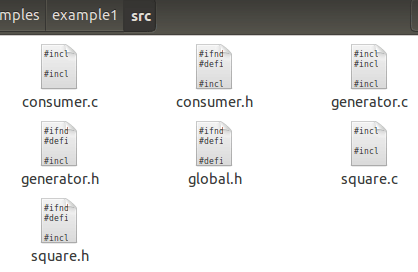 mples example1 src
#incl #ifnd #incl
#defi #incl
#incl #incl #incl
consumer.c consumer.h generator.c
#ifnd #ifnd #incl
#defi #defi
#incl #defi #incl
generator.h global.h square.c
#ifnd
#defi
#incl
square.h